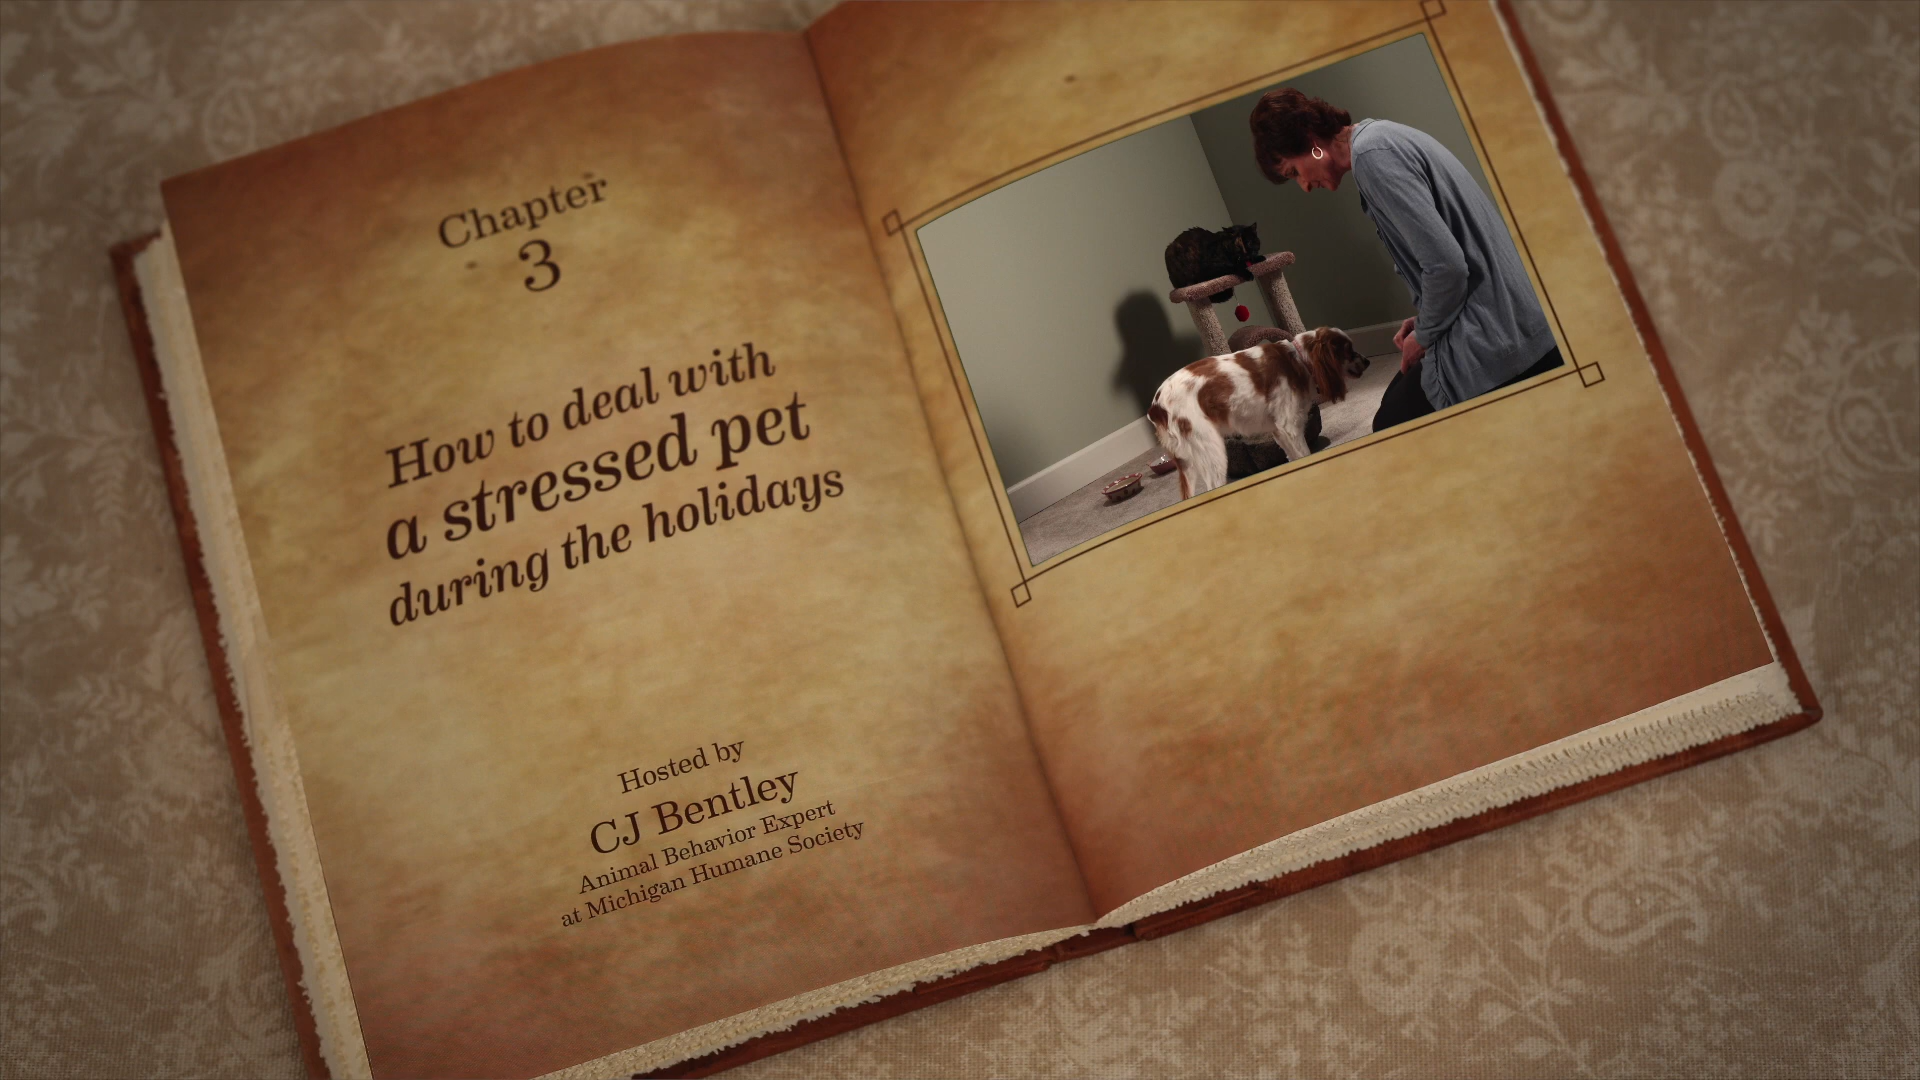 Chapter
3
How to deal with
a stressed pet
during the holidays
Hosted by
CJ Bentley
Animal Behavior Expert
at Michigan Humane Society